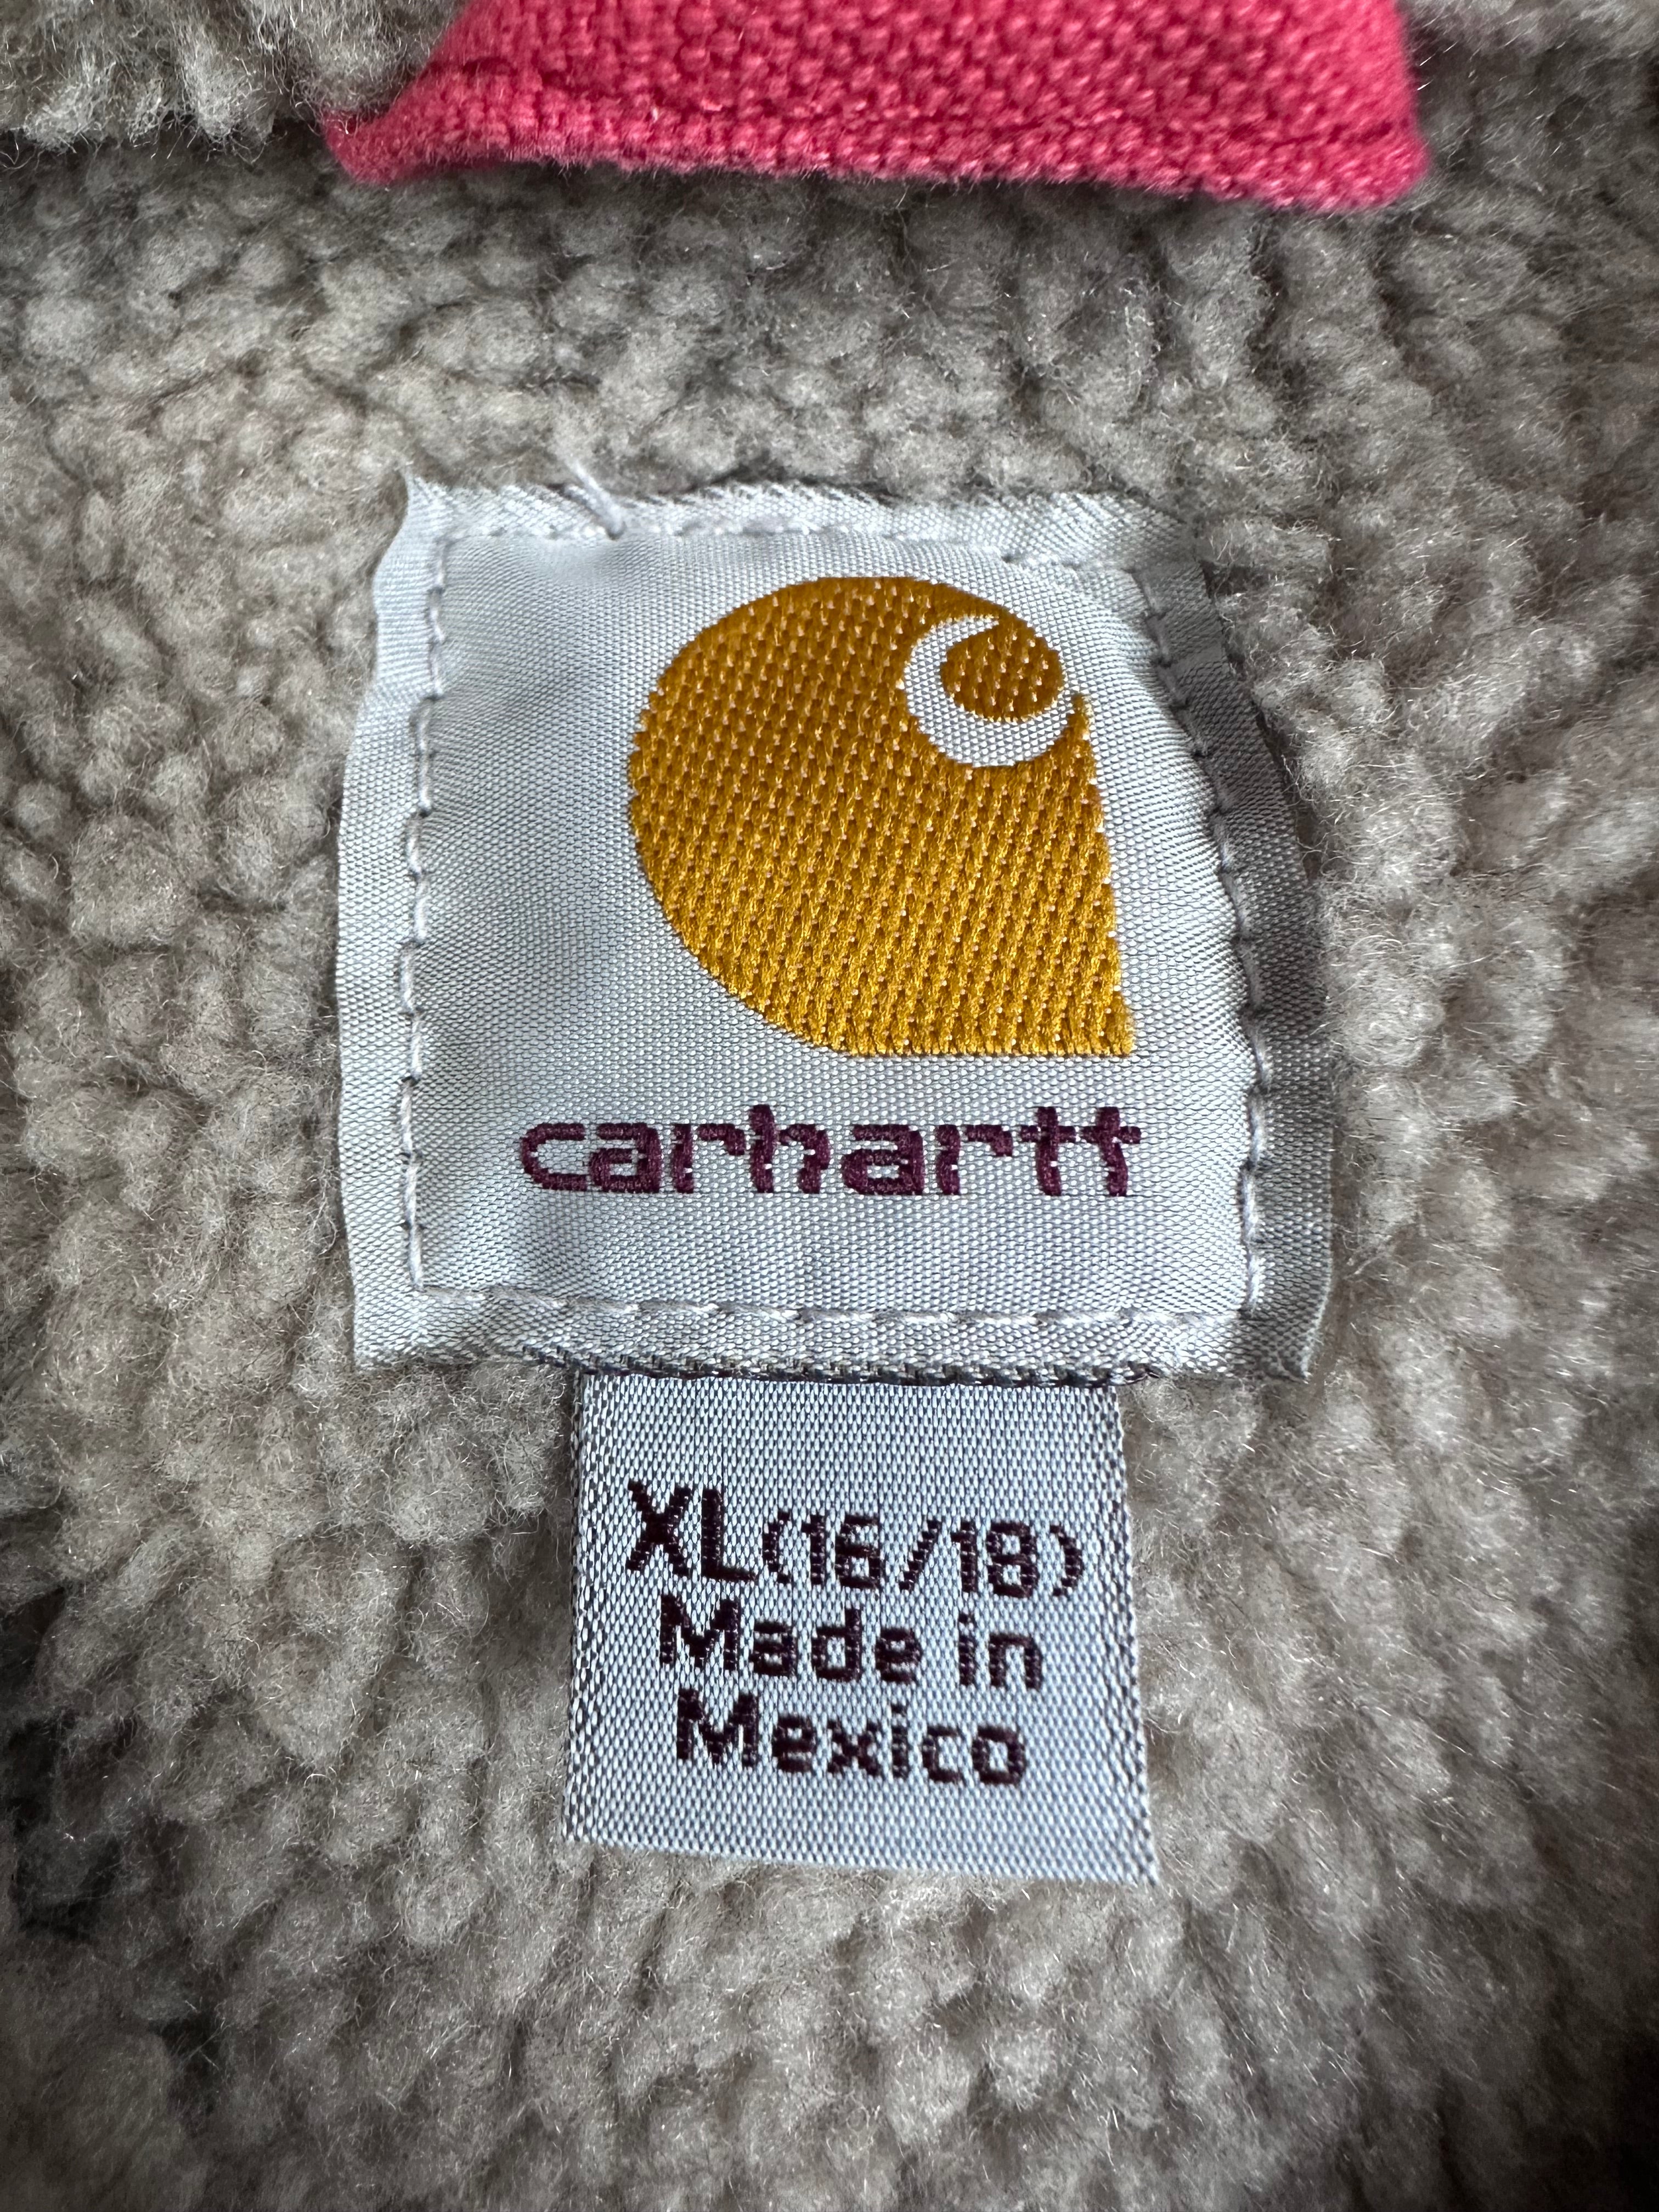 carhartt
XL(16/18)
Made in
Mexico